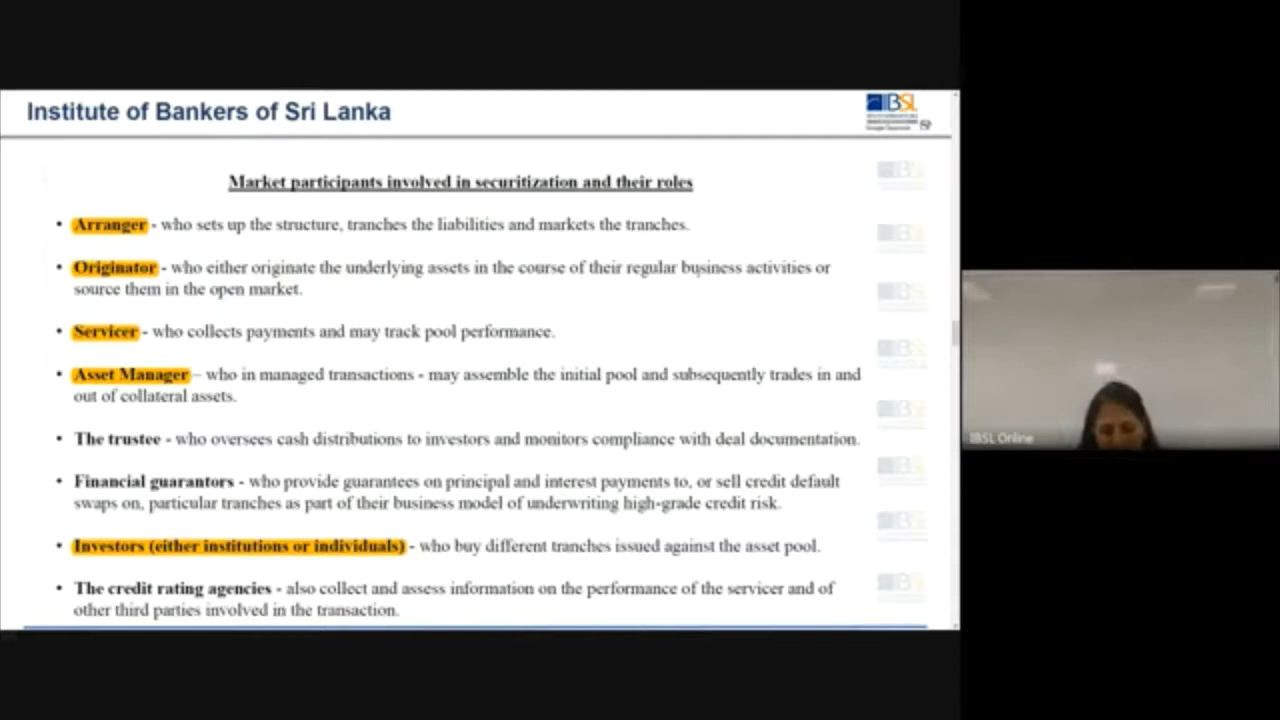 Institute of Bankers of Sri Lanka
IBSL
Market participants involved in securitization and their roles
• Arranger - who sets up the structure, tranches the liabilities and markets the tranches.
• Originator - who either originate the underlying assets in the course of their regular business activities or
source them in the open market.
• Servicer - who collects payments and may track pool performance.
• Asset Manager – who in managed transactions - may assemble the initial pool and subsequently trades in and
out of collateral assets.
• The trustee - who oversees cash distributions to investors and monitors compliance with deal documentation.
• Financial guarantors - who provide guarantees on principal and interest payments to, or sell credit default
swaps on, particular tranches as part of their business model of underwriting high-grade credit risk.
• Investors (either institutions or individuals) - who buy different tranches issued against the asset pool.
• The credit rating agencies - also collect and assess information on the performance of the servicer and of
other third parties involved in the transaction.
IBSL Online